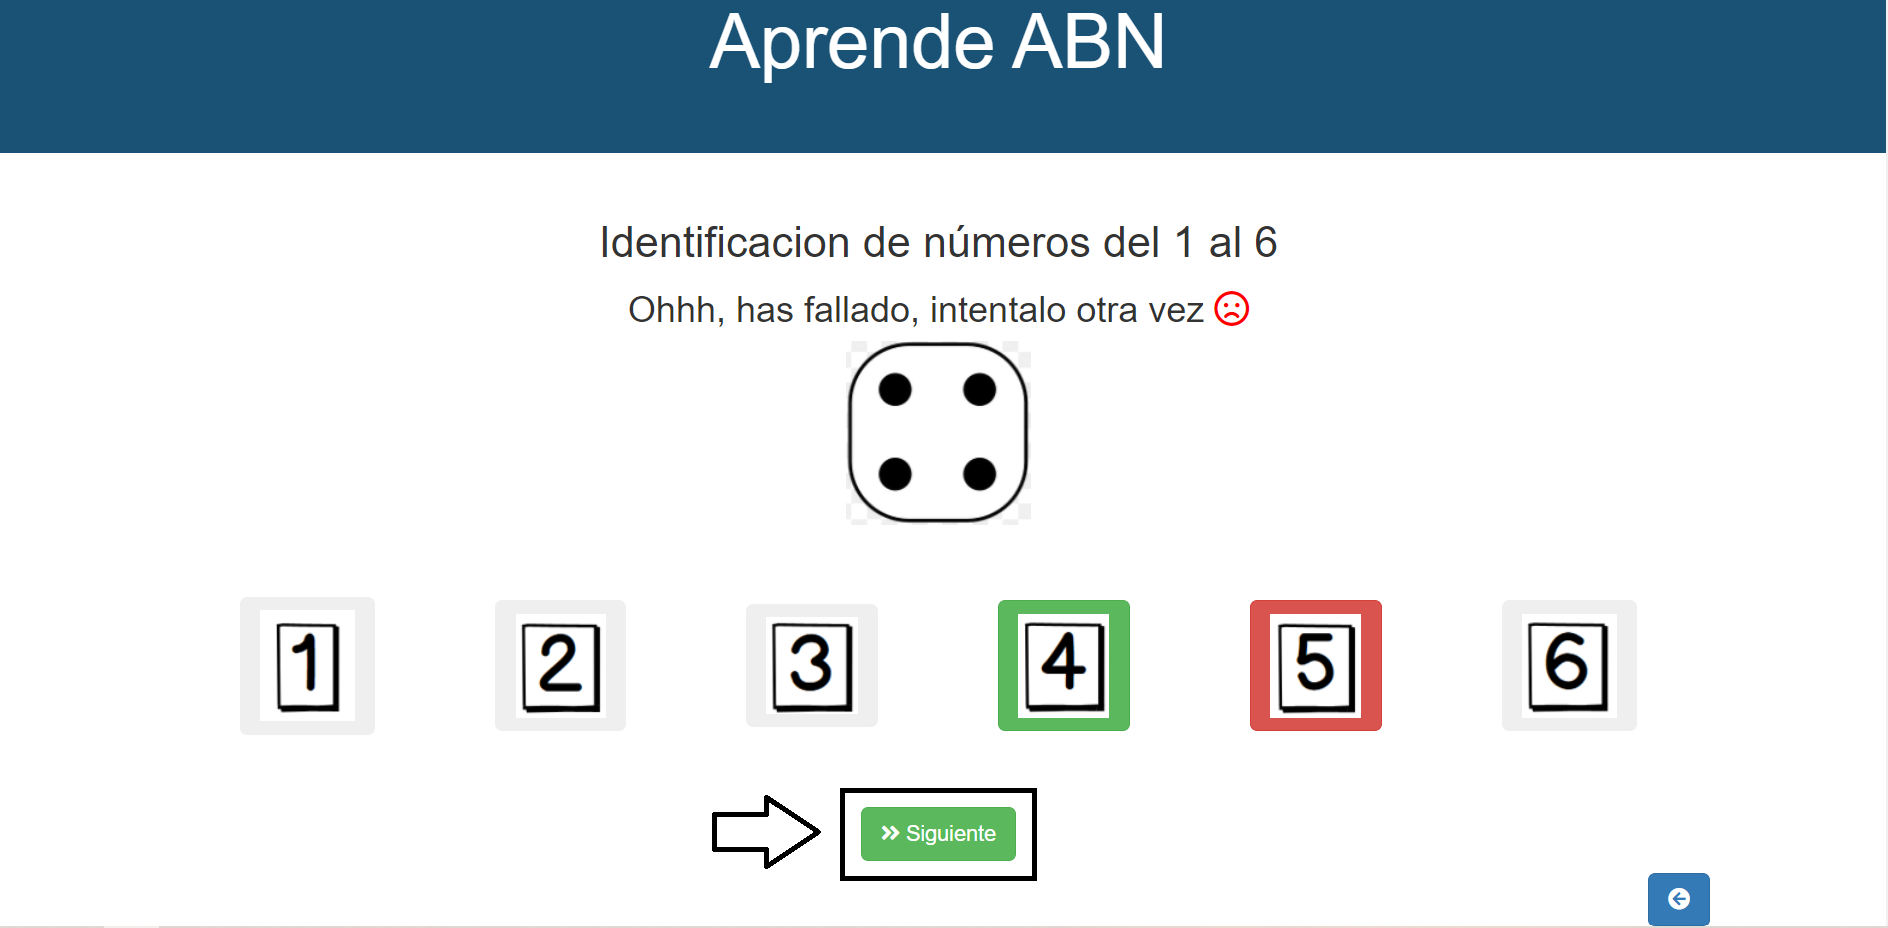 Aprende ABN
Identificacion de números del 1 al 6
Ohhh, has fallado, intentalo otra vez
1 2 3 4 5 6
Siguiente